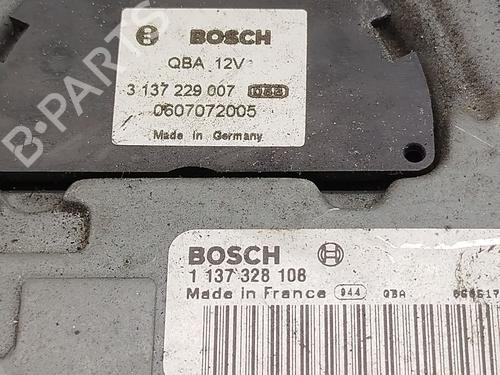 BOSCH
QBA 12V
3 137 229 007
0607072005
Made in Germany
B-PARTS
BOSCH
1 137 328 108
Made in France 944 QBA